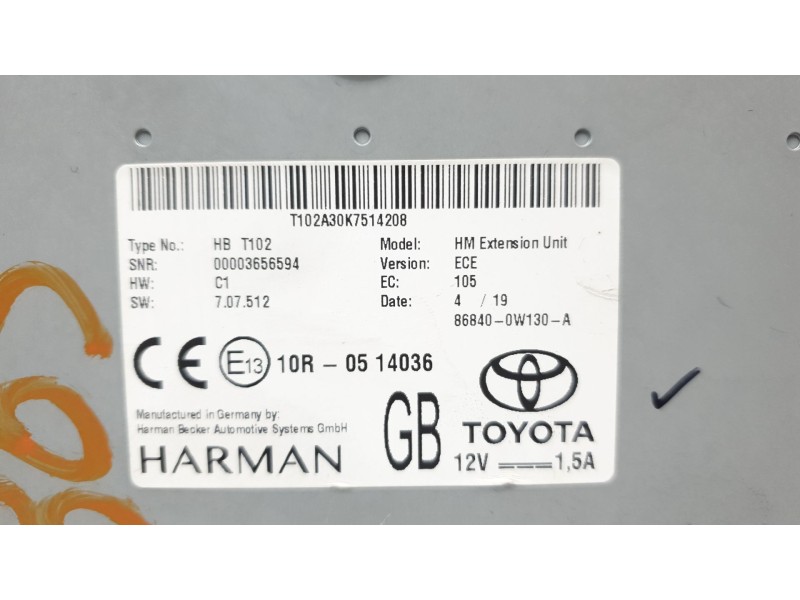 T102A30K7514208
Type No.: HB T102 Model: HM Extension Unit
SNR: 00003656594 Version: ECE
HW: C1 EC: 105
SW: 7.07.512 Date: 4 / 19
86840-0W130-A
CE E13 10R - 05 14036
Manufactured in Germany by:
Harman Becker Automotive Systems GmbH
HARMAN GB TOYOTA
12V 1,5A